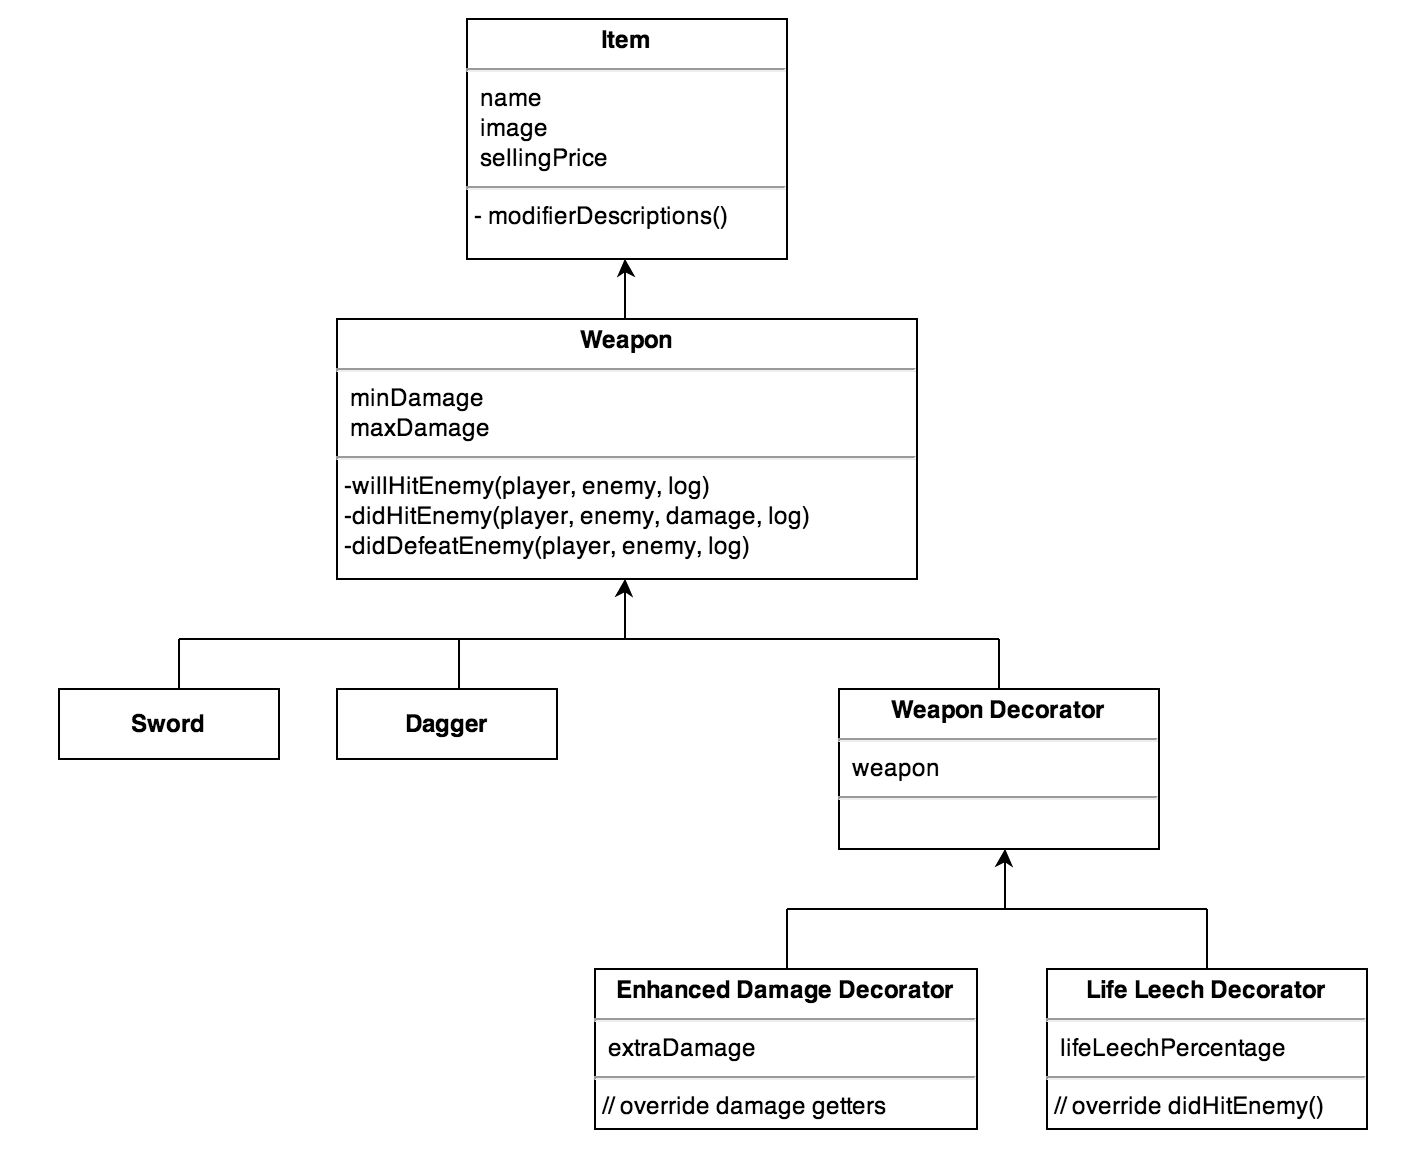 Item
name
image
sellingPrice
- modifierDescriptions()
Weapon
minDamage
maxDamage
-willHitEnemy(player, enemy, log)
-didHitEnemy(player, enemy, damage, log)
-didDefeatEnemy(player, enemy, log)
Sword
Dagger
Weapon Decorator
weapon
Enhanced Damage Decorator
extraDamage
// override damage getters
Life Leech Decorator
lifeLeechPercentage
// override didHitEnemy()